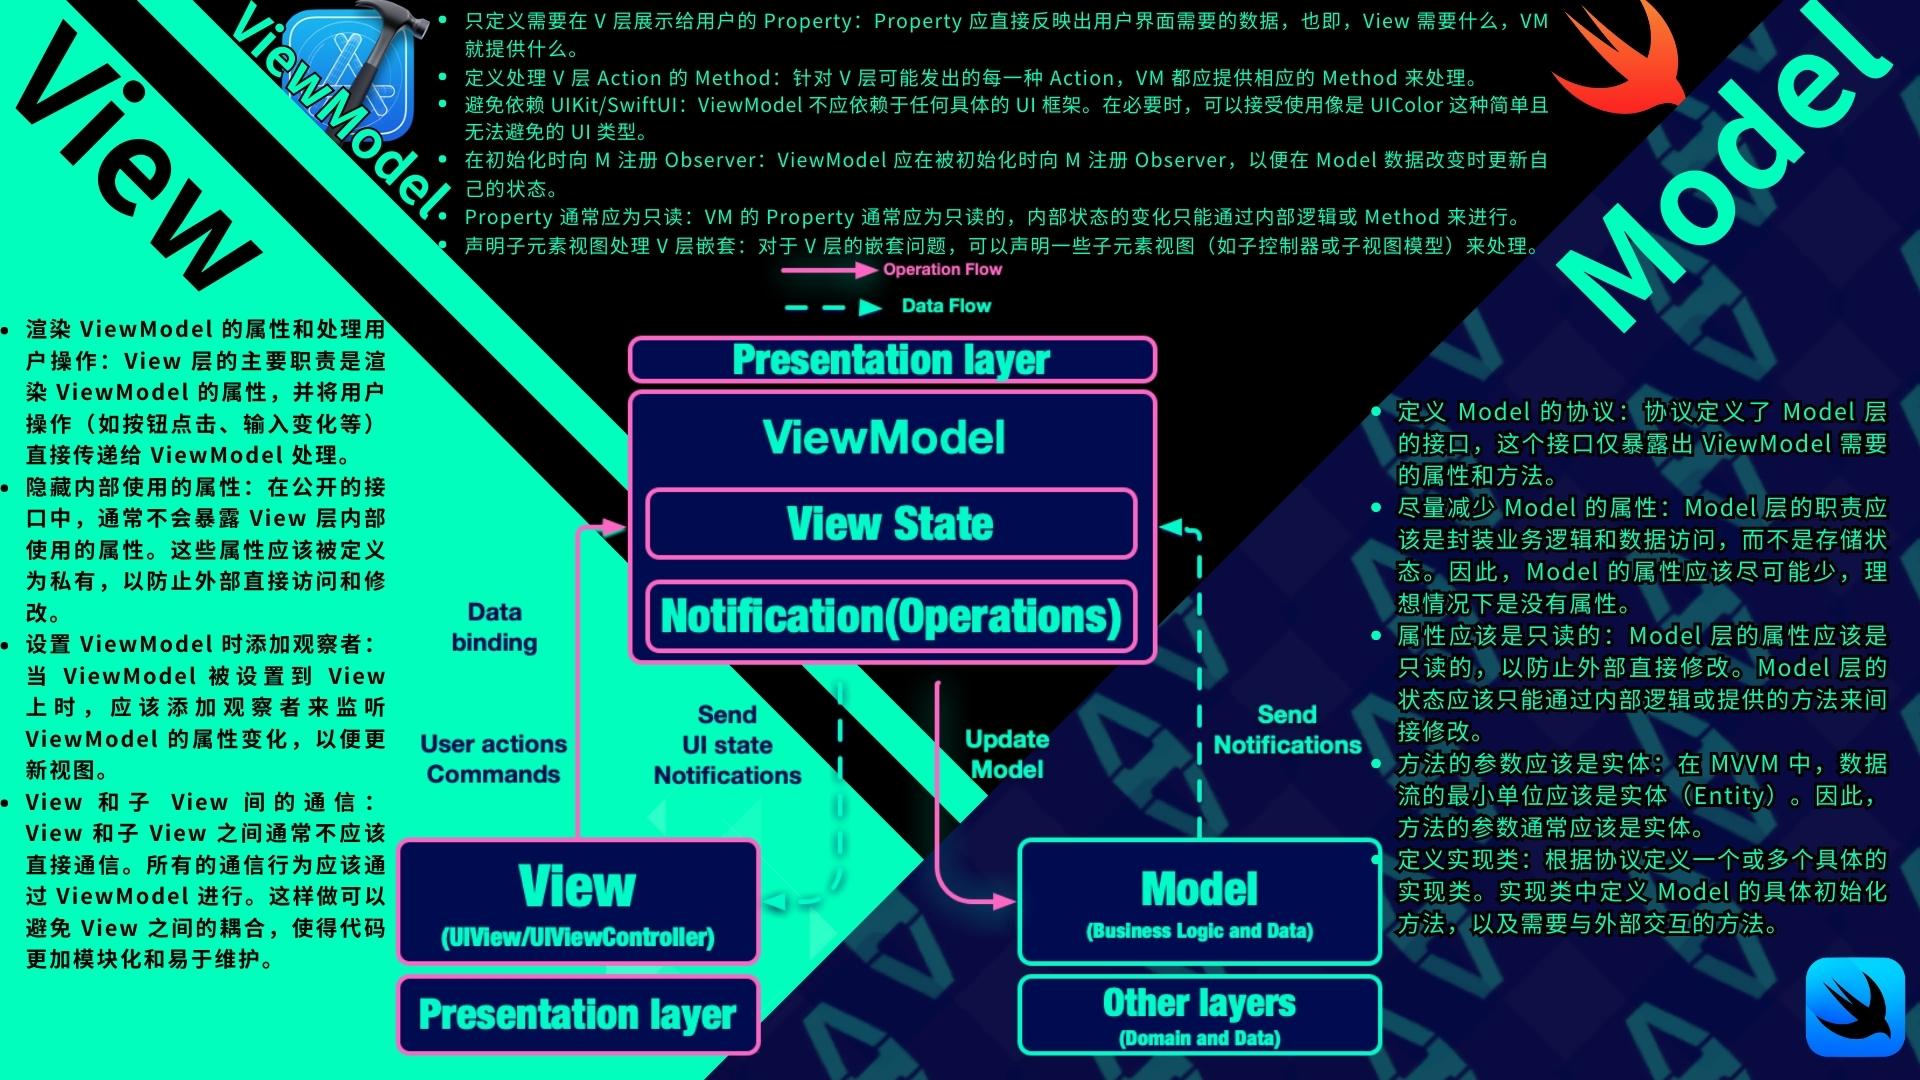 View
ViewModel
Model
只定义需要在 V 层展示给用户的 Property：Property 应直接反映出用户界面需要的数据，也即，View 需要什么，VM
就提供什么。
定义处理 V 层 Action 的 Method：针对 V 层可能发出的每一种 Action，VM 都应提供相应的 Method 来处理。
避免依赖 UIKit/SwiftUI：ViewModel 不应依赖于任何具体的 UI 框架。在必要时，可以接受使用像是 UIColor 这种简单且
无法避免的 UI 类型。
在初始化时向 M 注册 Observer：ViewModel 应在被初始化时向 M 注册 Observer，以便在 Model 数据改变时更新自
己的状态。
Property 通常应为只读：VM 的 Property 通常应为只读的，内部状态的变化只能通过内部逻辑或 Method 来进行。
声明子元素视图处理 V 层嵌套：对于 V 层的嵌套问题，可以声明一些子元素视图（如子控制器或子视图模型）来处理。
渲染 ViewModel 的属性和处理用
户操作：View 层的主要职责是渲
染 ViewModel 的属性，并将用户
操作（如按钮点击、输入变化等）
直接传递给 ViewModel 处理。
隐藏内部使用的属性：在公开的接
口中，通常不会暴露 View 层内部
使用的属性。这些属性应该被定义
为私有，以防止外部直接访问和修
改。
设置 ViewModel 时添加观察者：
当 ViewModel 被设置到 View
上时，应该添加观察者来监听
ViewModel 的属性变化，以便更
新视图。
View 和子 View 间的通信：
View 和子 View 之间通常不应该
直接通信。所有的通信行为应该通
过 ViewModel 进行。这样做可以
避免 View 之间的耦合，使得代码
更加模块化和易于维护。
Operation Flow
Data Flow
Presentation layer
ViewModel
View State
Notification(Operations)
Data
binding
User actions
Commands
Send
UI state
Notifications
Update
Model
Send
Notifications
View
(UIView/UIViewController)
Presentation layer
Model
(Business Logic and Data)
Other layers
(Domain and Data)
定义 Model 的协议：协议定义了 Model 层
的接口，这个接口仅暴露出 ViewModel 需要
的属性和方法。
尽量减少 Model 的属性：Model 层的职责应
该是封装业务逻辑和数据访问，而不是存储状
态。因此，Model 的属性应该尽可能少，理
想情况下是没有属性。
属性应该是只读的：Model 层的属性应该是
只读的，以防止外部直接修改。Model 层的
状态应该只能通过内部逻辑或提供的方法来间
接修改。
方法的参数应该是实体：在 MVVM 中，数据
流的最小单位应该是实体（Entity）。因此，
方法的参数通常应该是实体。
定义实现类：根据协议定义一个或多个具体的
实现类。实现类中定义 Model 的具体初始化
方法，以及需要与外部交互的方法。